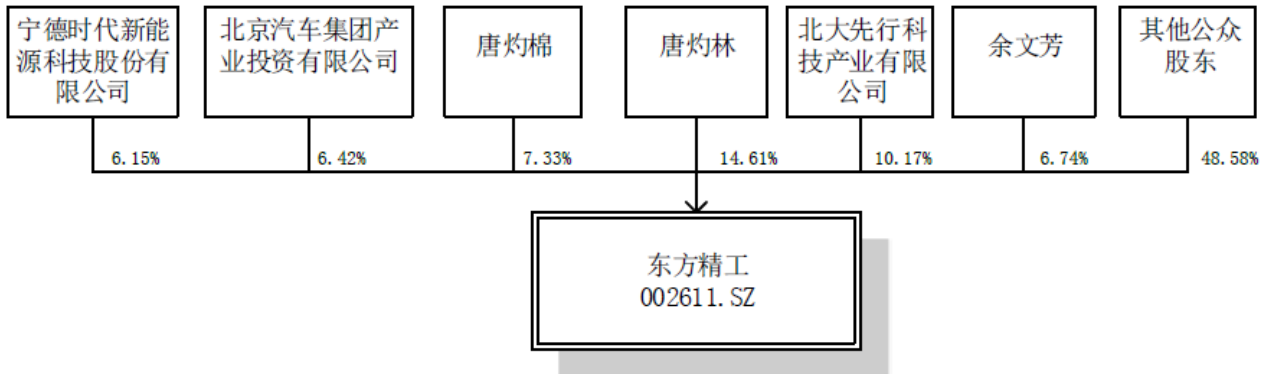 宁德时代新能
源科技股份有
限公司
北京汽车集团产
业投资有限公司
唐灼棉
唐灼林
北大先行科
技产业有限
公司
余文芳
其他公众
股东
6.15%
6.42%
7.33%
14.61%
10.17%
6.74%
48.58%
东方精工
002611.SZ